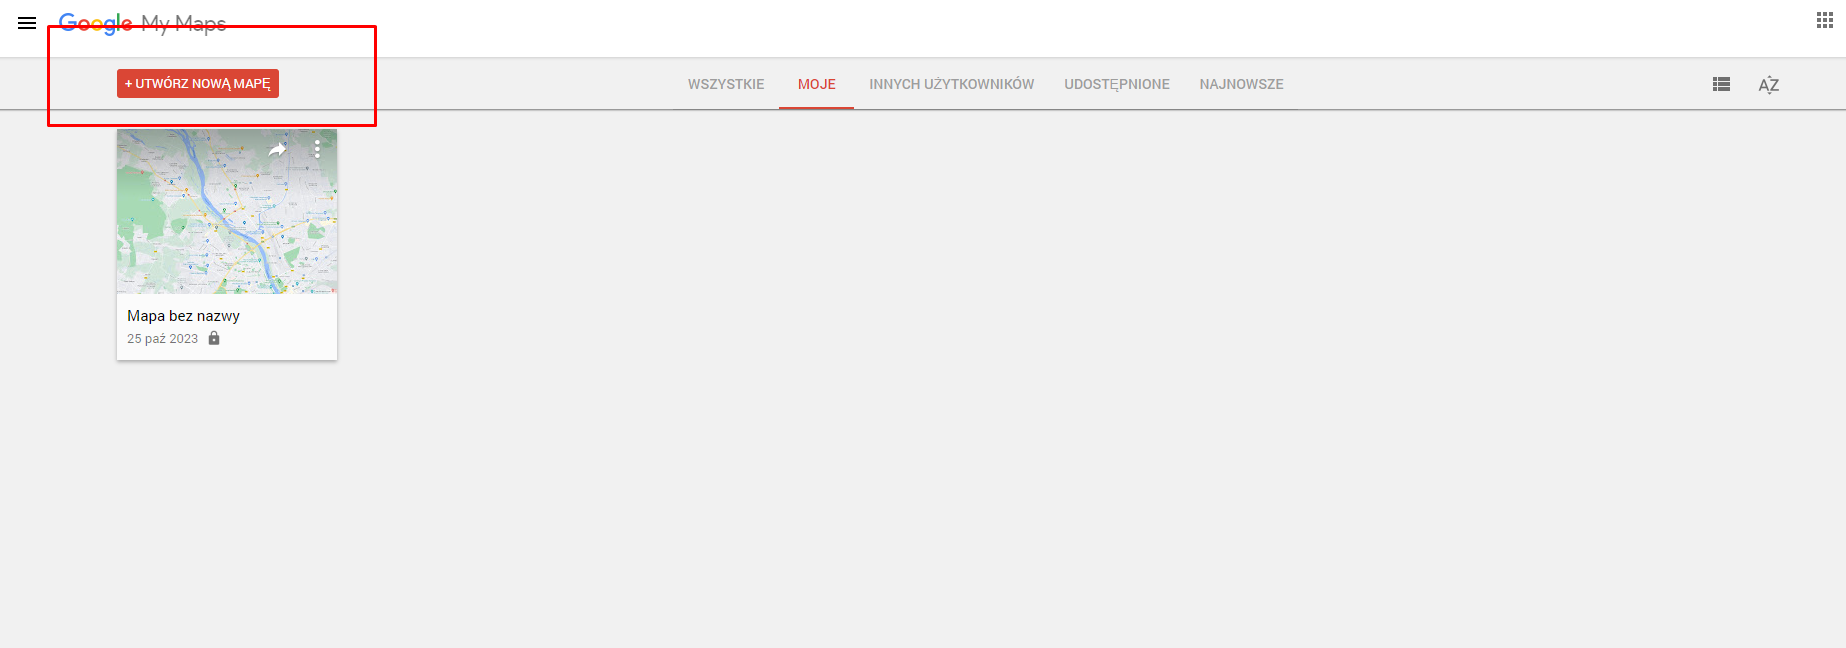 Google My Maps
+ UTWÓRZ NOWĄ MAPĘ
WSZYSTKIE MOJE INNYCH UŻYTKOWNIKÓW UDOSTĘPNIONE NAJNOWSZE
AZ
Mapa bez nazwy
25 paź 2023